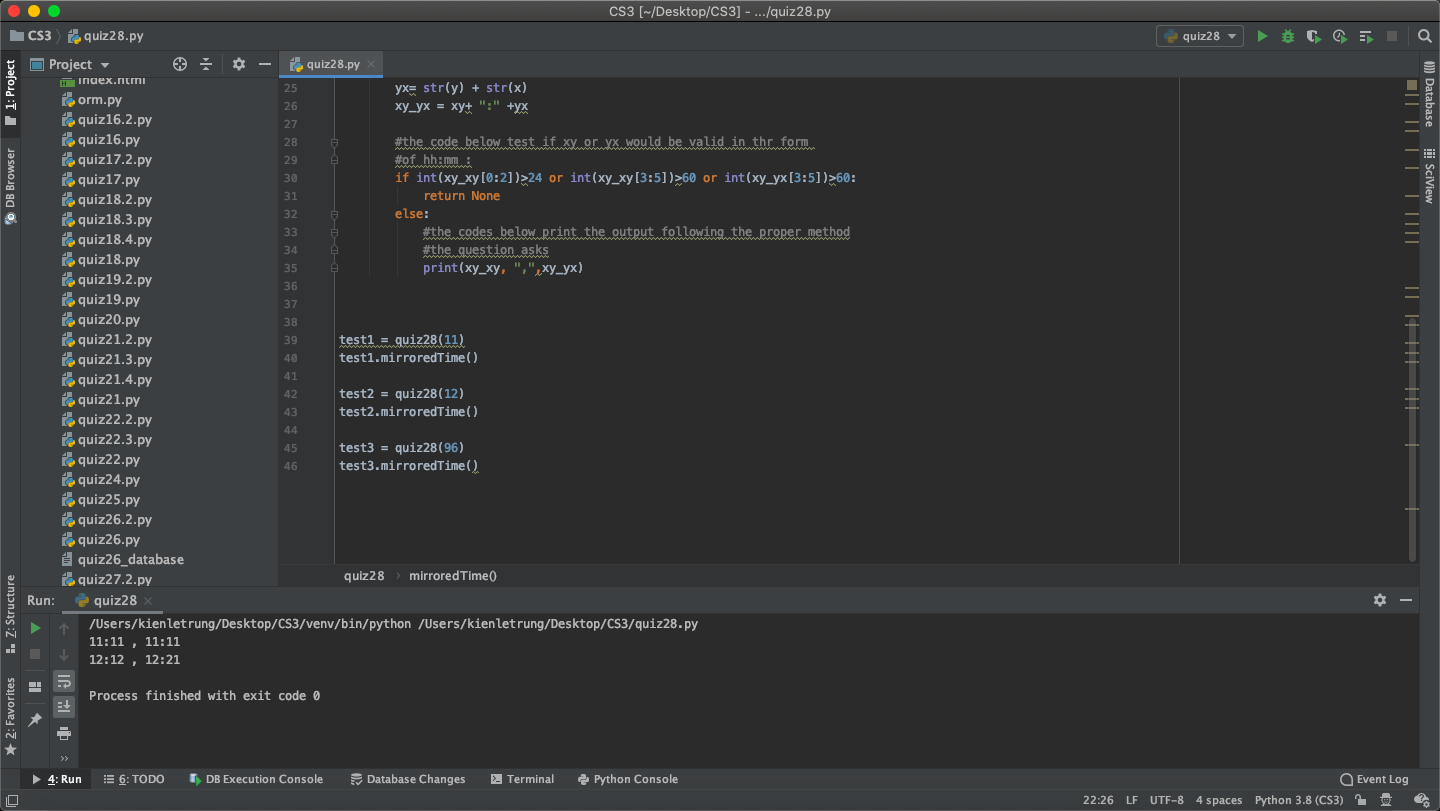 CS3 [~/Desktop/CS3] - .../quiz28.py
CS3
quiz28.py
quiz28
Project
quiz28.py
1: Project
DB Browser
Z: Structure
2: Favorites
index.html
orm.py
quiz16.2.py
quiz16.py
quiz17.2.py
quiz17.py
quiz18.2.py
quiz18.3.py
quiz18.4.py
quiz18.py
quiz19.2.py
quiz19.py
quiz20.py
quiz21.2.py
quiz21.3.py
quiz21.4.py
quiz21.py
quiz22.2.py
quiz22.3.py
quiz22.py
quiz24.py
quiz25.py
quiz26.2.py
quiz26.py
quiz26_database
quiz27.2.py
25 yx= str(y) + str(x)
26 xy_yx = xy+ ":" +yx
27
28 #the code below test if xy or yx would be valid in thr form
29 #of hh:mm :
30 if int(xy_xy[0:2])>24 or int(xy_xy[3:5])>60 or int(xy_yx[3:5])>60:
31 return None
32 else:
33 #the codes below print the output following the proper method
34 #the question asks
35 print(xy_xy, ",",xy_yx)
36
37
38
39 test1 = quiz28(11)
40 test1.mirroredTime()
41
42 test2 = quiz28(12)
43 test2.mirroredTime()
44
45 test3 = quiz28(96)
46 test3.mirroredTime()
quiz28 › mirroredTime()
Database
SciView
Run: quiz28
/Users/kienletrung/Desktop/CS3/venv/bin/python /Users/kienletrung/Desktop/CS3/quiz28.py
11:11 , 11:11
12:12 , 12:21
Process finished with exit code 0
4: Run
6: TODO
DB Execution Console
Database Changes
Terminal
Python Console
Event Log
22:26 LF UTF-8 4 spaces Python 3.8 (CS3)